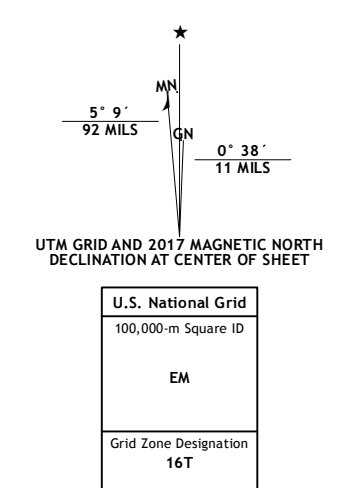 ★
MN
5° 9´
92 MILS
GN
0° 38´
11 MILS
UTM GRID AND 2017 MAGNETIC NORTH
DECLINATION AT CENTER OF SHEET
U.S. National Grid
100,000-m Square ID
EM
Grid Zone Designation
16T